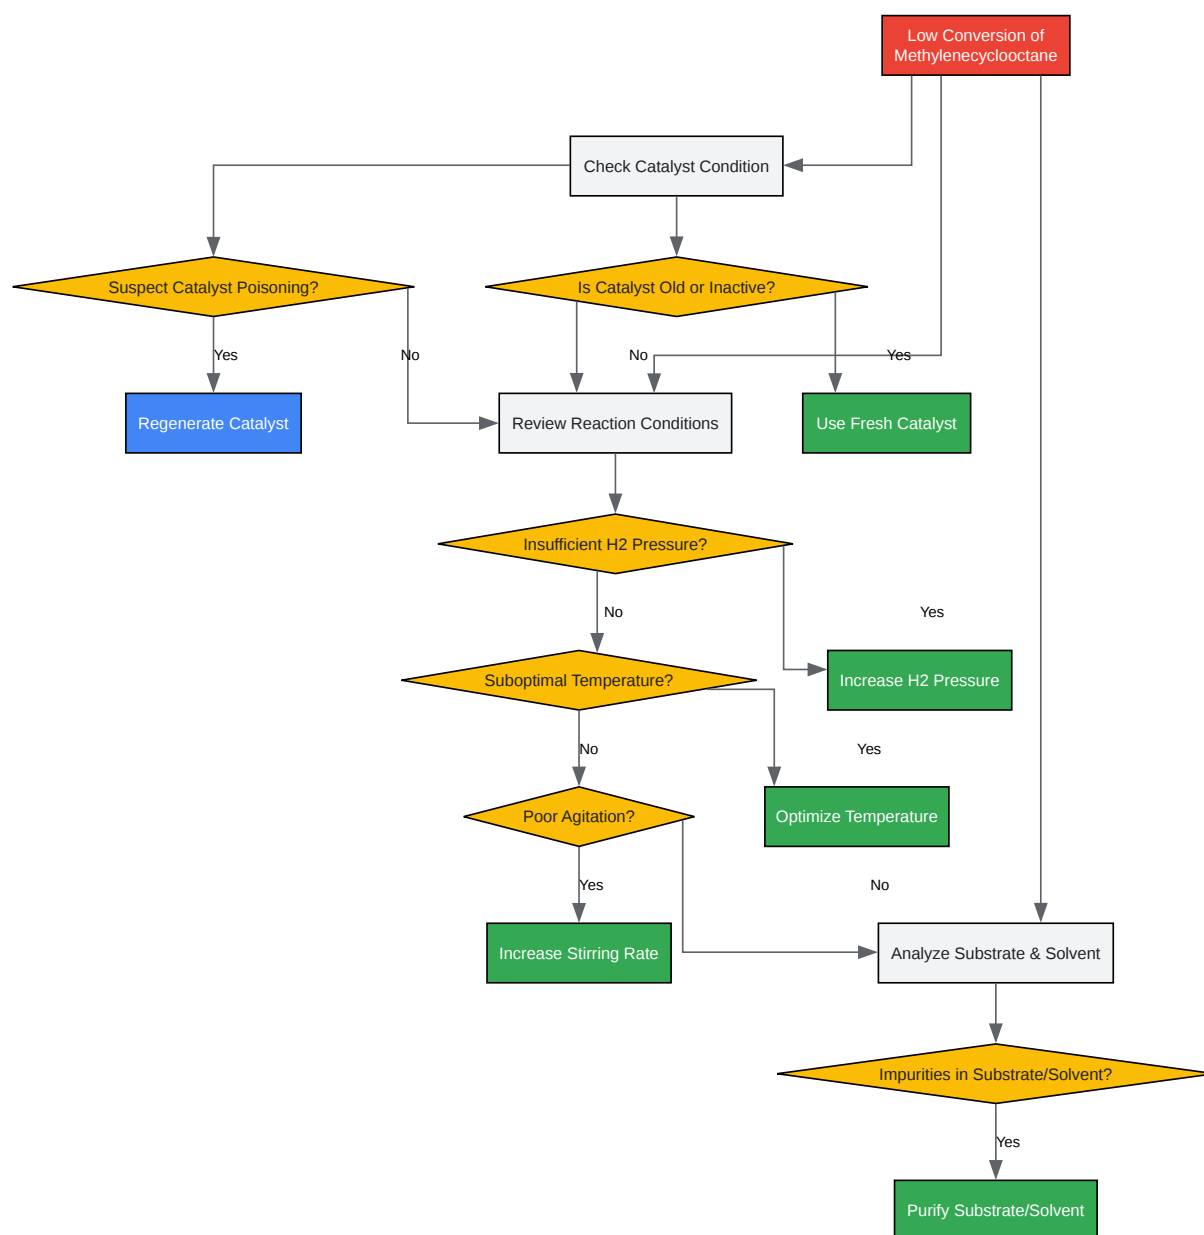 Low Conversion of
Methylenecyclooctane
Check Catalyst Condition
Suspect Catalyst Poisoning?
Is Catalyst Old or Inactive?
Yes
No
No
Yes
Regenerate Catalyst
Review Reaction Conditions
Use Fresh Catalyst
Insufficient H2 Pressure?
No
Yes
Suboptimal Temperature?
Increase H2 Pressure
No
Yes
Poor Agitation?
Optimize Temperature
Yes
No
Increase Stirring Rate
Analyze Substrate & Solvent
Impurities in Substrate/Solvent?
Yes
Purify Substrate/Solvent